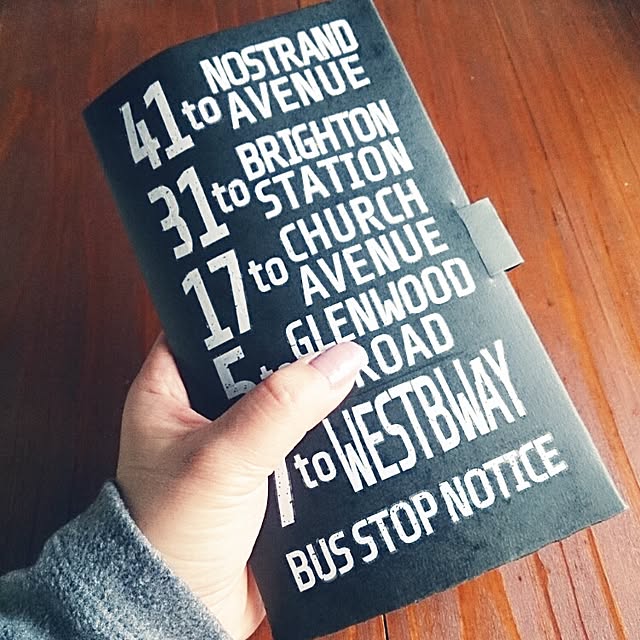 41 to NOSTRAND
AVENUE
31 to BRIGHTON
STATION
17 to CHURCH
AVENUE
5 GLENWOOD
ROAD
to WESTBWAY
BUS STOP NOTICE